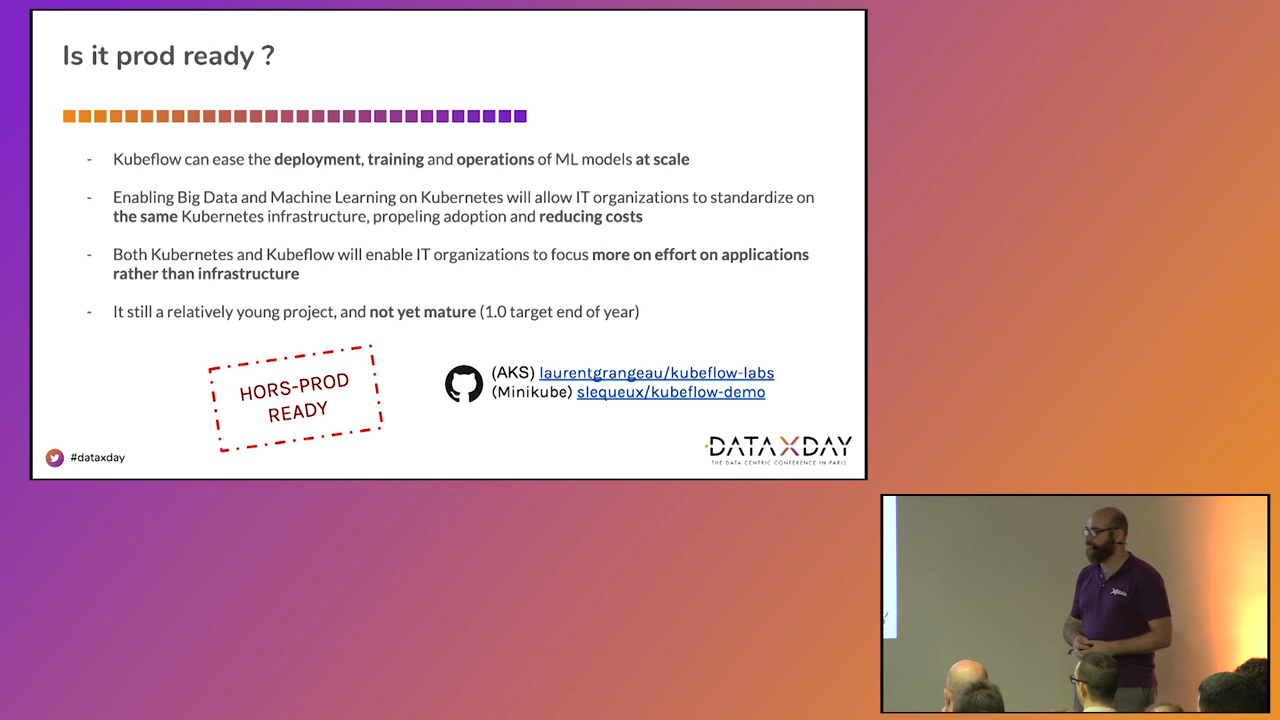 Is it prod ready ?
- Kubeflow can ease the deployment, training and operations of ML models at scale
- Enabling Big Data and Machine Learning on Kubernetes will allow IT organizations to standardize on
the same Kubernetes infrastructure, propeling adoption and reducing costs
- Both Kubernetes and Kubeflow will enable IT organizations to focus more on effort on applications
rather than infrastructure
- It still a relatively young project, and not yet mature (1.0 target end of year)
HORS-PROD
READY
(AKS) laurentgrangeau/kubeflow-labs
(Minikube) slequeux/kubeflow-demo
#dataxday
DATAXDAY
THE DATA CENTRIC CONFERENCE IN PARIS